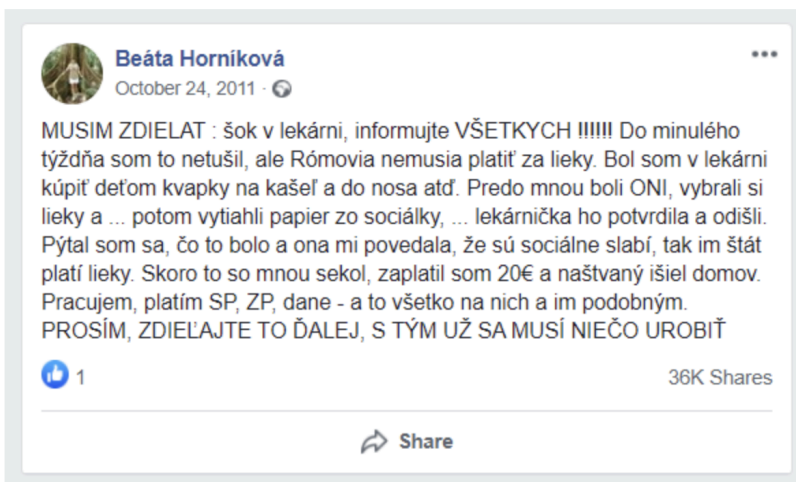 Beáta Horníková
October 24, 2011
MUSIM ZDIELAT : šok v lekárni, informujte VŠETKYCH !!!!!! Do minulého
týždňa som to netušil, ale Rómovia nemusia platiť za lieky. Bol som v lekárni
kúpiť deťom kvapky na kašeľ a do nosa atď. Predo mnou boli ONI, vybrali si
lieky a ... potom vytiahli papier zo sociálky, ... lekárnička ho potvrdila a odišli.
Pýtal som sa, čo to bolo a ona mi povedala, že sú sociálne slabí, tak im štát
platí lieky. Skoro to so mnou sekol, zaplatil som 20€ a naštvaný išiel domov.
Pracujem, platím SP, ZP, dane - a to všetko na nich a im podobným.
PROSÍM, ZDIEĽAJTE TO ĎALEJ, S TÝM UŽ SA MUSÍ NIEČO UROBIŤ
1
36K Shares
Share